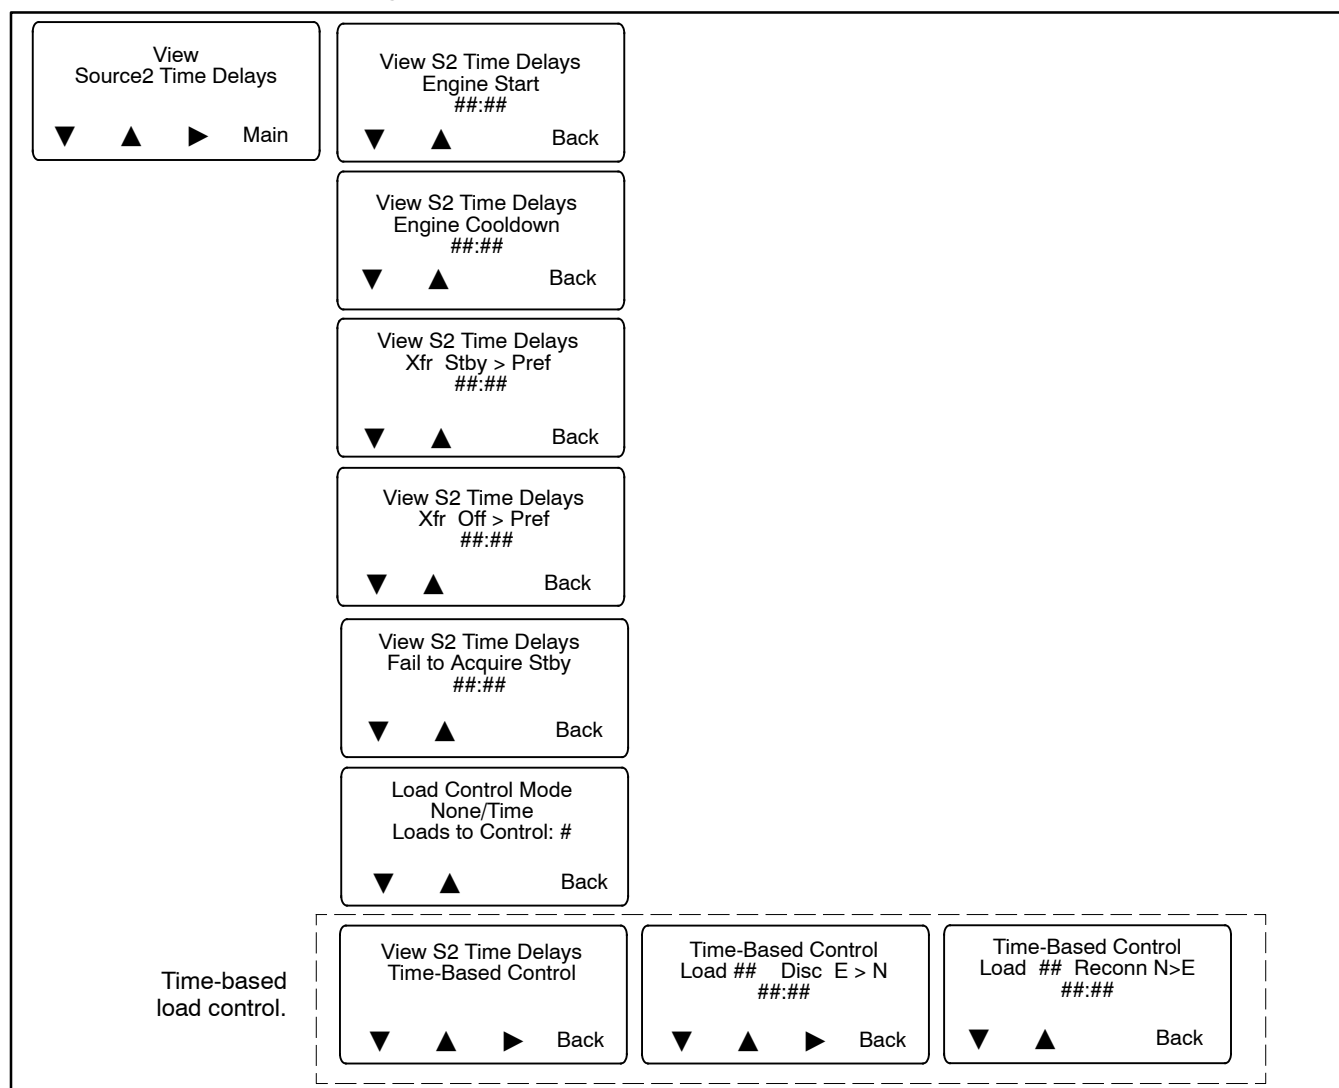 View
Source2 Time Delays
▼ ▲ ▶ Main
View S2 Time Delays
Engine Start
##:##
▼ ▲ Back
View S2 Time Delays
Engine Cooldown
##:##
▼ ▲ Back
View S2 Time Delays
Xfr Stby > Pref
##:##
▼ ▲ Back
View S2 Time Delays
Xfr Off > Pref
##:##
▼ ▲ Back
View S2 Time Delays
Fail to Acquire Stby
##:##
▼ ▲ Back
Load Control Mode
None/Time
Loads to Control: #
▼ ▲ Back
Time-based
load control.
View S2 Time Delays
Time-Based Control
▼ ▲ ▶ Back
Time-Based Control
Load ## Disc E > N
##:##
▼ ▲ ▶ Back
Time-Based Control
Load ## Reconn N>E
##:##
▼ ▲ Back